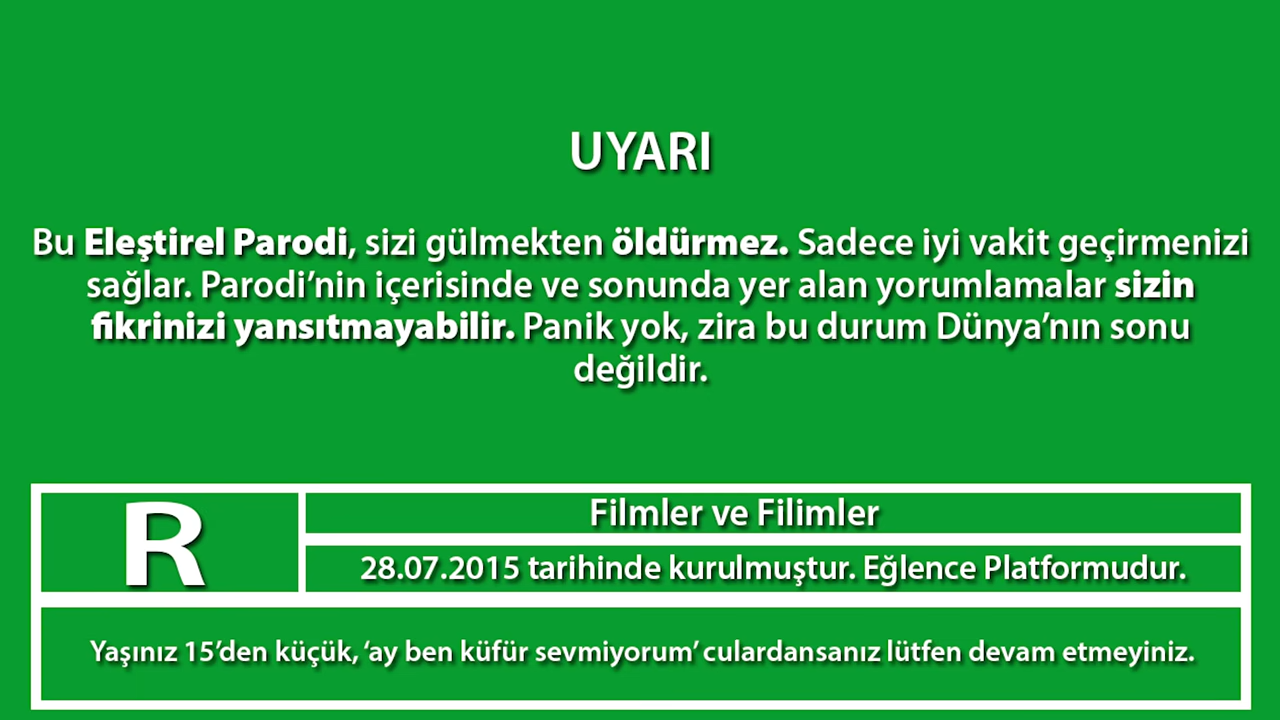 UYARI
Bu Eleştirel Parodi, sizi gülmekten öldürmez. Sadece iyi vakit geçirmenizi
sağlar. Parodi’nin içerisinde ve sonunda yer alan yorumlamalar sizin
fikrinizi yansıtmayabilir. Panik yok, zira bu durum Dünya’nın sonu
değildir.
R
Filmler ve Filimler
28.07.2015 tarihinde kurulmuştur. Eğlence Platformudur.
Yaşınız 15’den küçük, ‘ay ben küfür sevmiyorum’ culardansanız lütfen devam etmeyiniz.